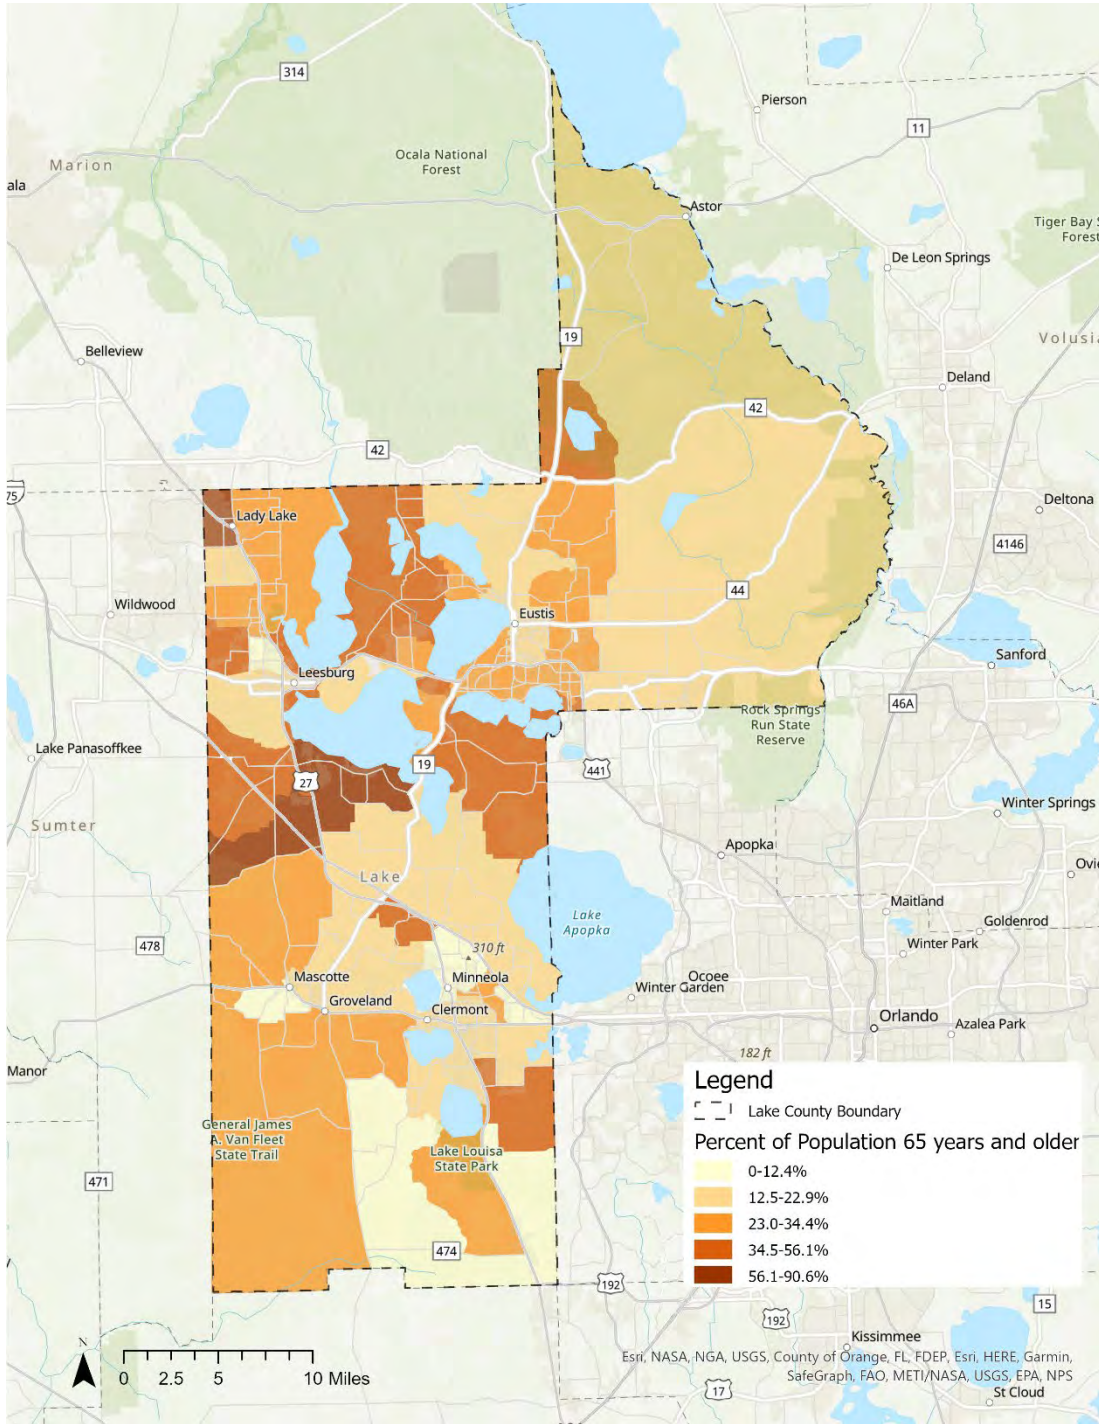 314
Pierson
11
Marion
Ocala National
Forest
ala
Astor
Tiger Bay S
Forest
De Leon Springs
19
Volusia
Belleview
Deland
42
42
75
Lady Lake
Deltona
4146
Wildwood
44
Eustis
Leesburg
Sanford
46A
Rock Springs
Run State
Reserve
Lake Panasoffkee
19
441
27
Winter Springs
Sumter
Apopka
Ovie
Lake
Maitland
Lake
Apopka
Goldenrod
478
310 ft
Winter Park
Mascotte
Minneola
Ocoee
Winter Garden
Groveland
Clermont
Orlando
Azalea Park
182 ft
Manor
General James
A. Van Fleet
State Trail
Lake Louisa
State Park
471
474
192
192
15
Legend
Lake County Boundary
Percent of Population 65 years and older
0-12.4%
12.5-22.9%
23.0-34.4%
34.5-56.1%
56.1-90.6%
Kissimmee
N
0 2.5 5 10 Miles
Esri, NASA, NGA, USGS, County of Orange, FL, FDEP, Esri, HERE, Garmin,
SafeGraph, FAO, METI/NASA, USGS, EPA, NPS
17
St Cloud